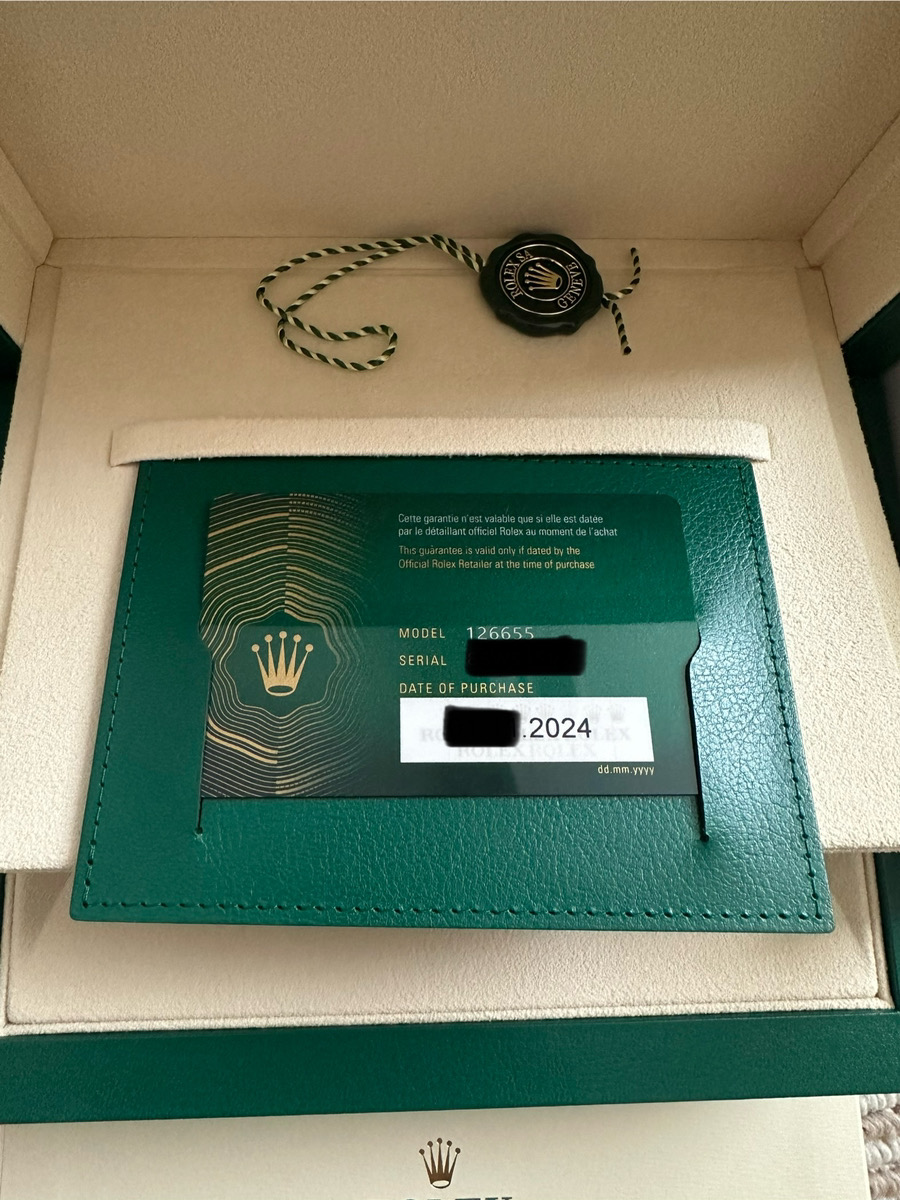 ROLEX SA
GENEVE
Cette garantie n'est valable que si elle est datée
par le détaillant officiel Rolex au moment de l'achat
This guarantee is valid only if dated by the
Official Rolex Retailer at the time of purchase
MODEL 126655
SERIAL
DATE OF PURCHASE
.2024
ROLEX ROLEX
dd.mm.yyyy